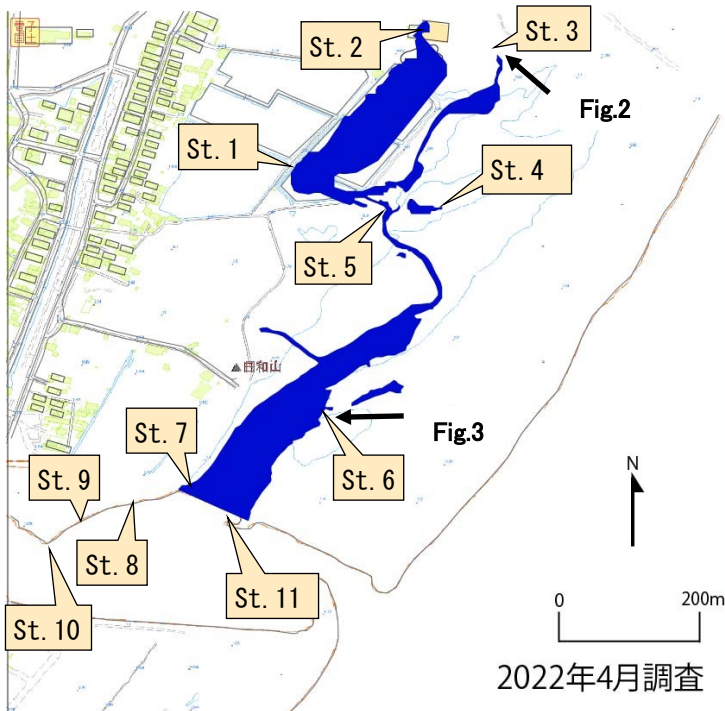 St. 2
St. 3
Fig.2
St. 1
St. 4
St. 5
日和山
St. 7
Fig.3
St. 9
St. 6
N
St. 8
St. 11
St. 10
0
200m
2022年4月調査